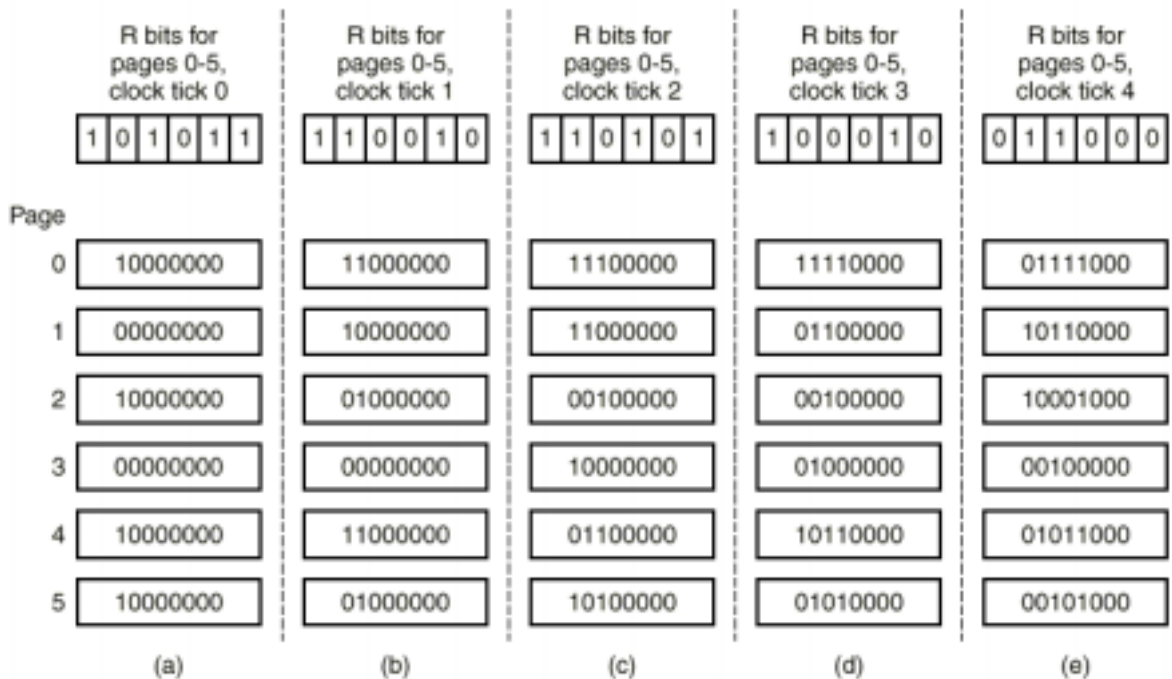 R bits for
pages 0-5,
clock tick 0
R bits for
pages 0-5,
clock tick 1
R bits for
pages 0-5,
clock tick 2
R bits for
pages 0-5,
clock tick 3
R bits for
pages 0-5,
clock tick 4
1 0 1 0 1 1
1 1 0 0 1 0
1 1 0 1 0 1
1 0 0 0 1 0
0 1 1 0 0 0
Page
0 10000000 11000000 11100000 11110000 01111000
1 00000000 10000000 11000000 01100000 10110000
2 10000000 01000000 00100000 00100000 10001000
3 00000000 00000000 10000000 01000000 00100000
4 10000000 11000000 01100000 10110000 01011000
5 10000000 01000000 10100000 01010000 00101000
(a) (b) (c) (d) (e)